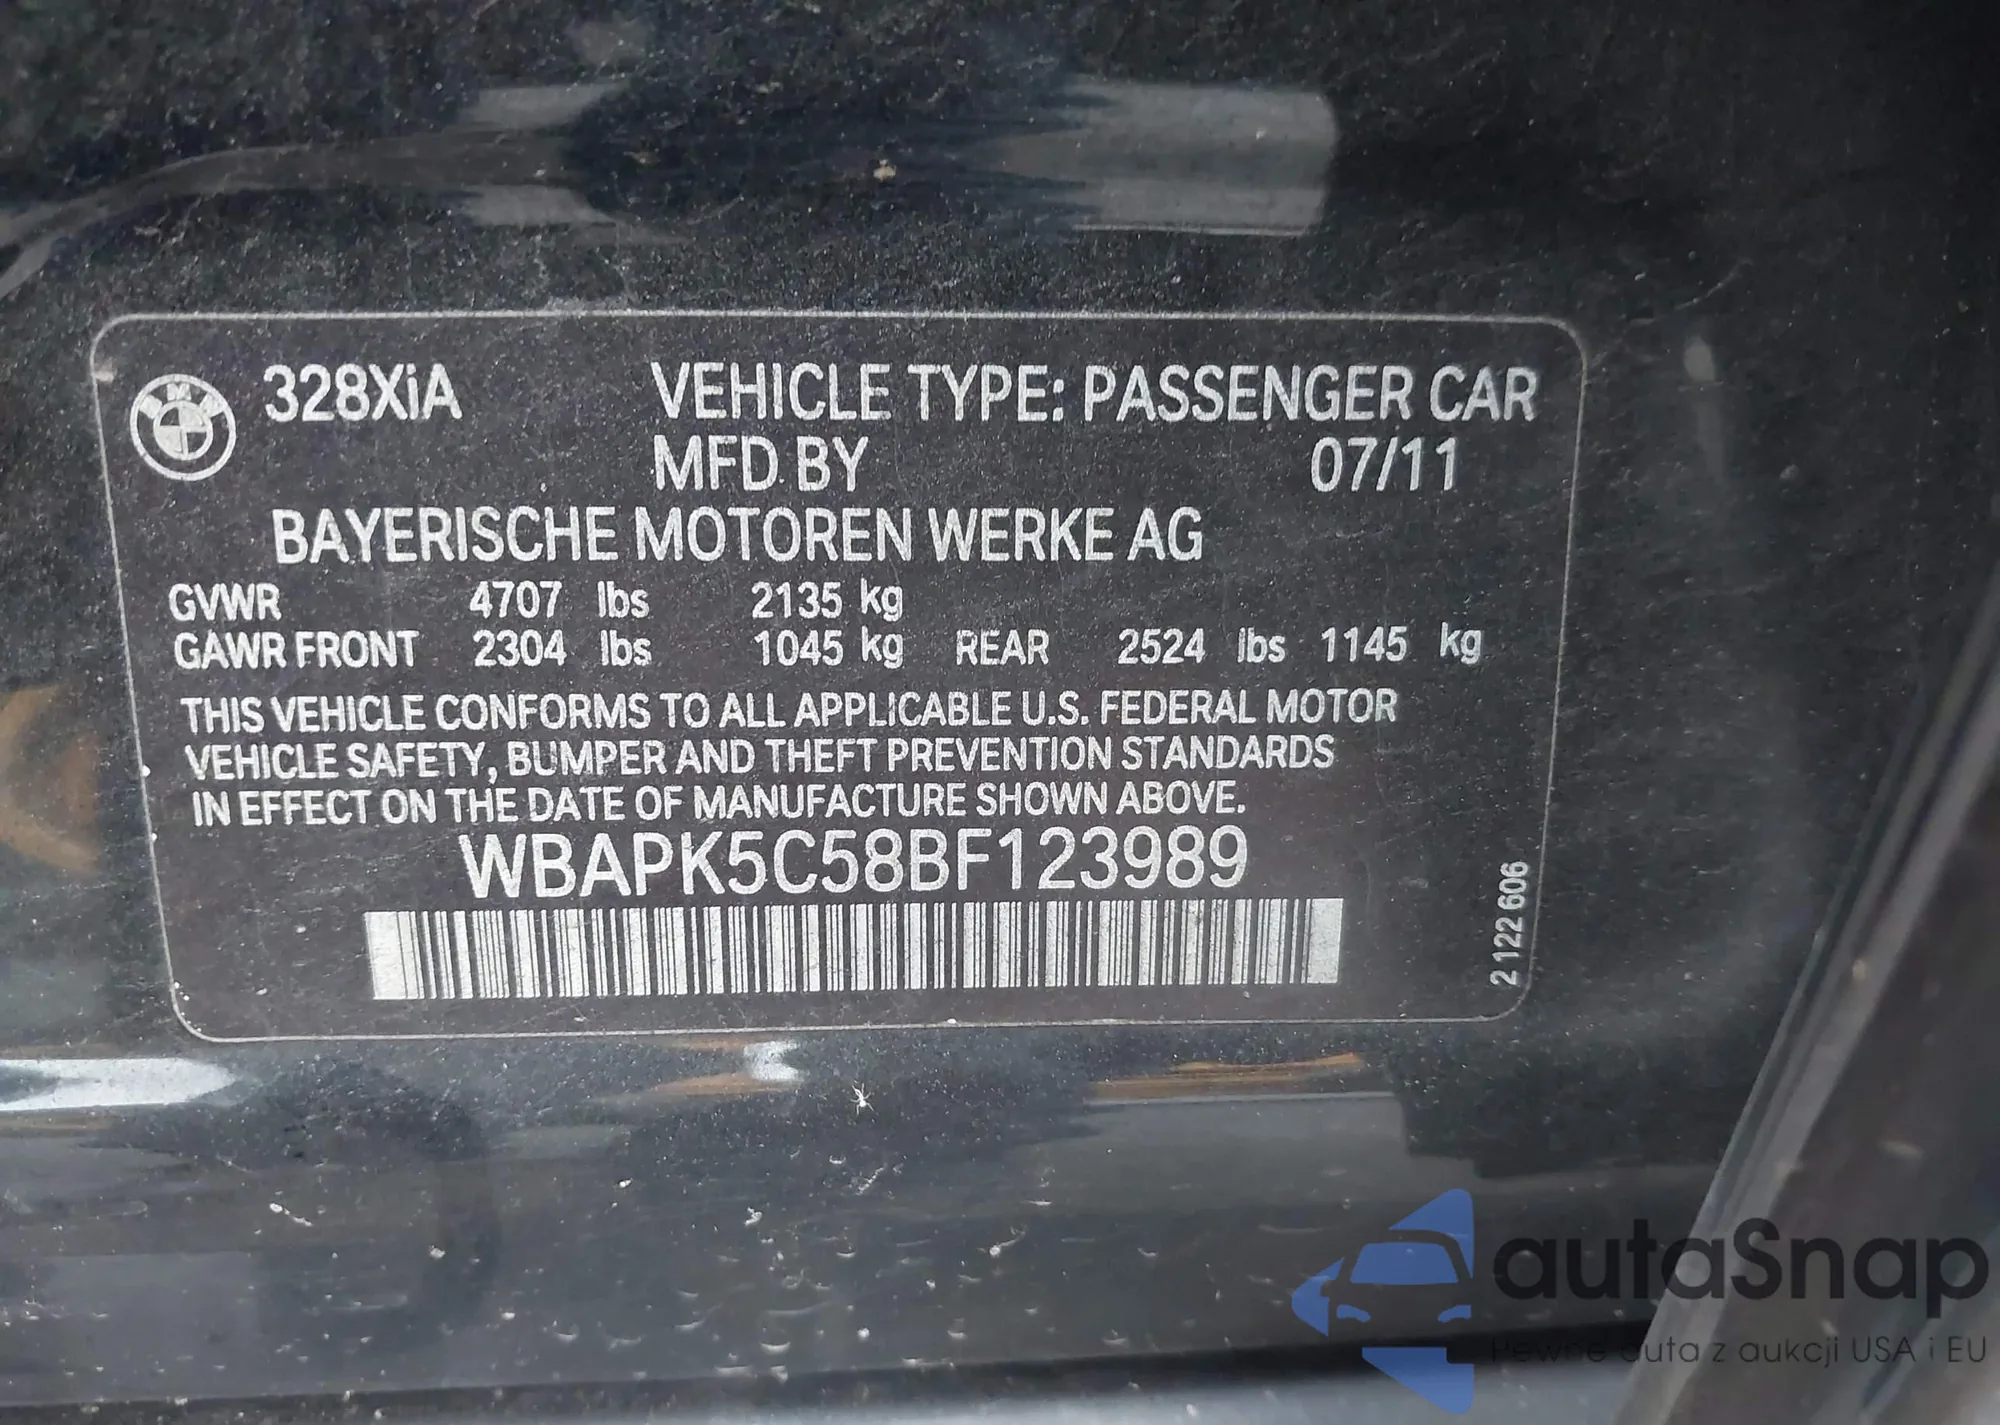 BMW
328XiA VEHICLE TYPE: PASSENGER CAR
MFD. BY 07/11
BAYERISCHE MOTOREN WERKE AG
GVWR 4707 lbs 2135 kg
GAWR FRONT 2304 lbs 1045 kg REAR 2524 lbs 1145 kg
THIS VEHICLE CONFORMS TO ALL APPLICABLE U.S. FEDERAL MOTOR
VEHICLE SAFETY, BUMPER AND THEFT PREVENTION STANDARDS
IN EFFECT ON THE DATE OF MANUFACTURE SHOWN ABOVE.
WBAPK5C58BF123989
2 122 606
autaSnap
Pewne auta z aukcji USA i EU